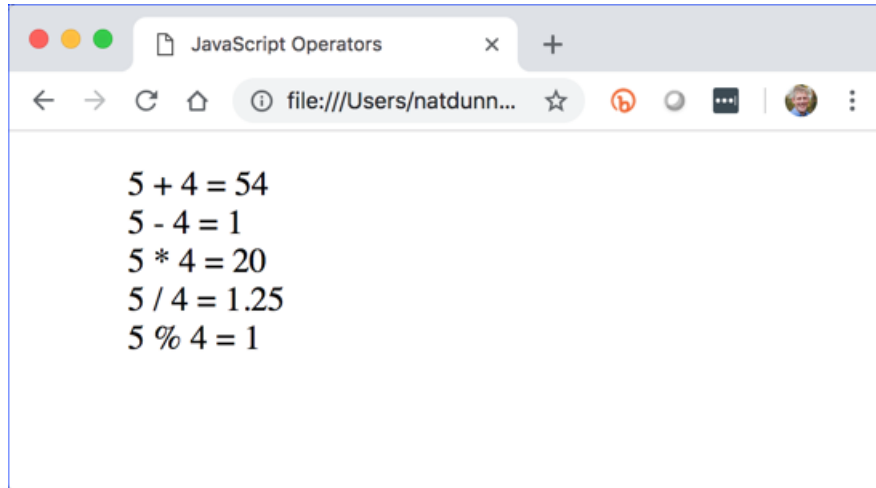 JavaScript Operators
file:///Users/natdunn...
5 + 4 = 54
5 - 4 = 1
5 * 4 = 20
5 / 4 = 1.25
5 % 4 = 1